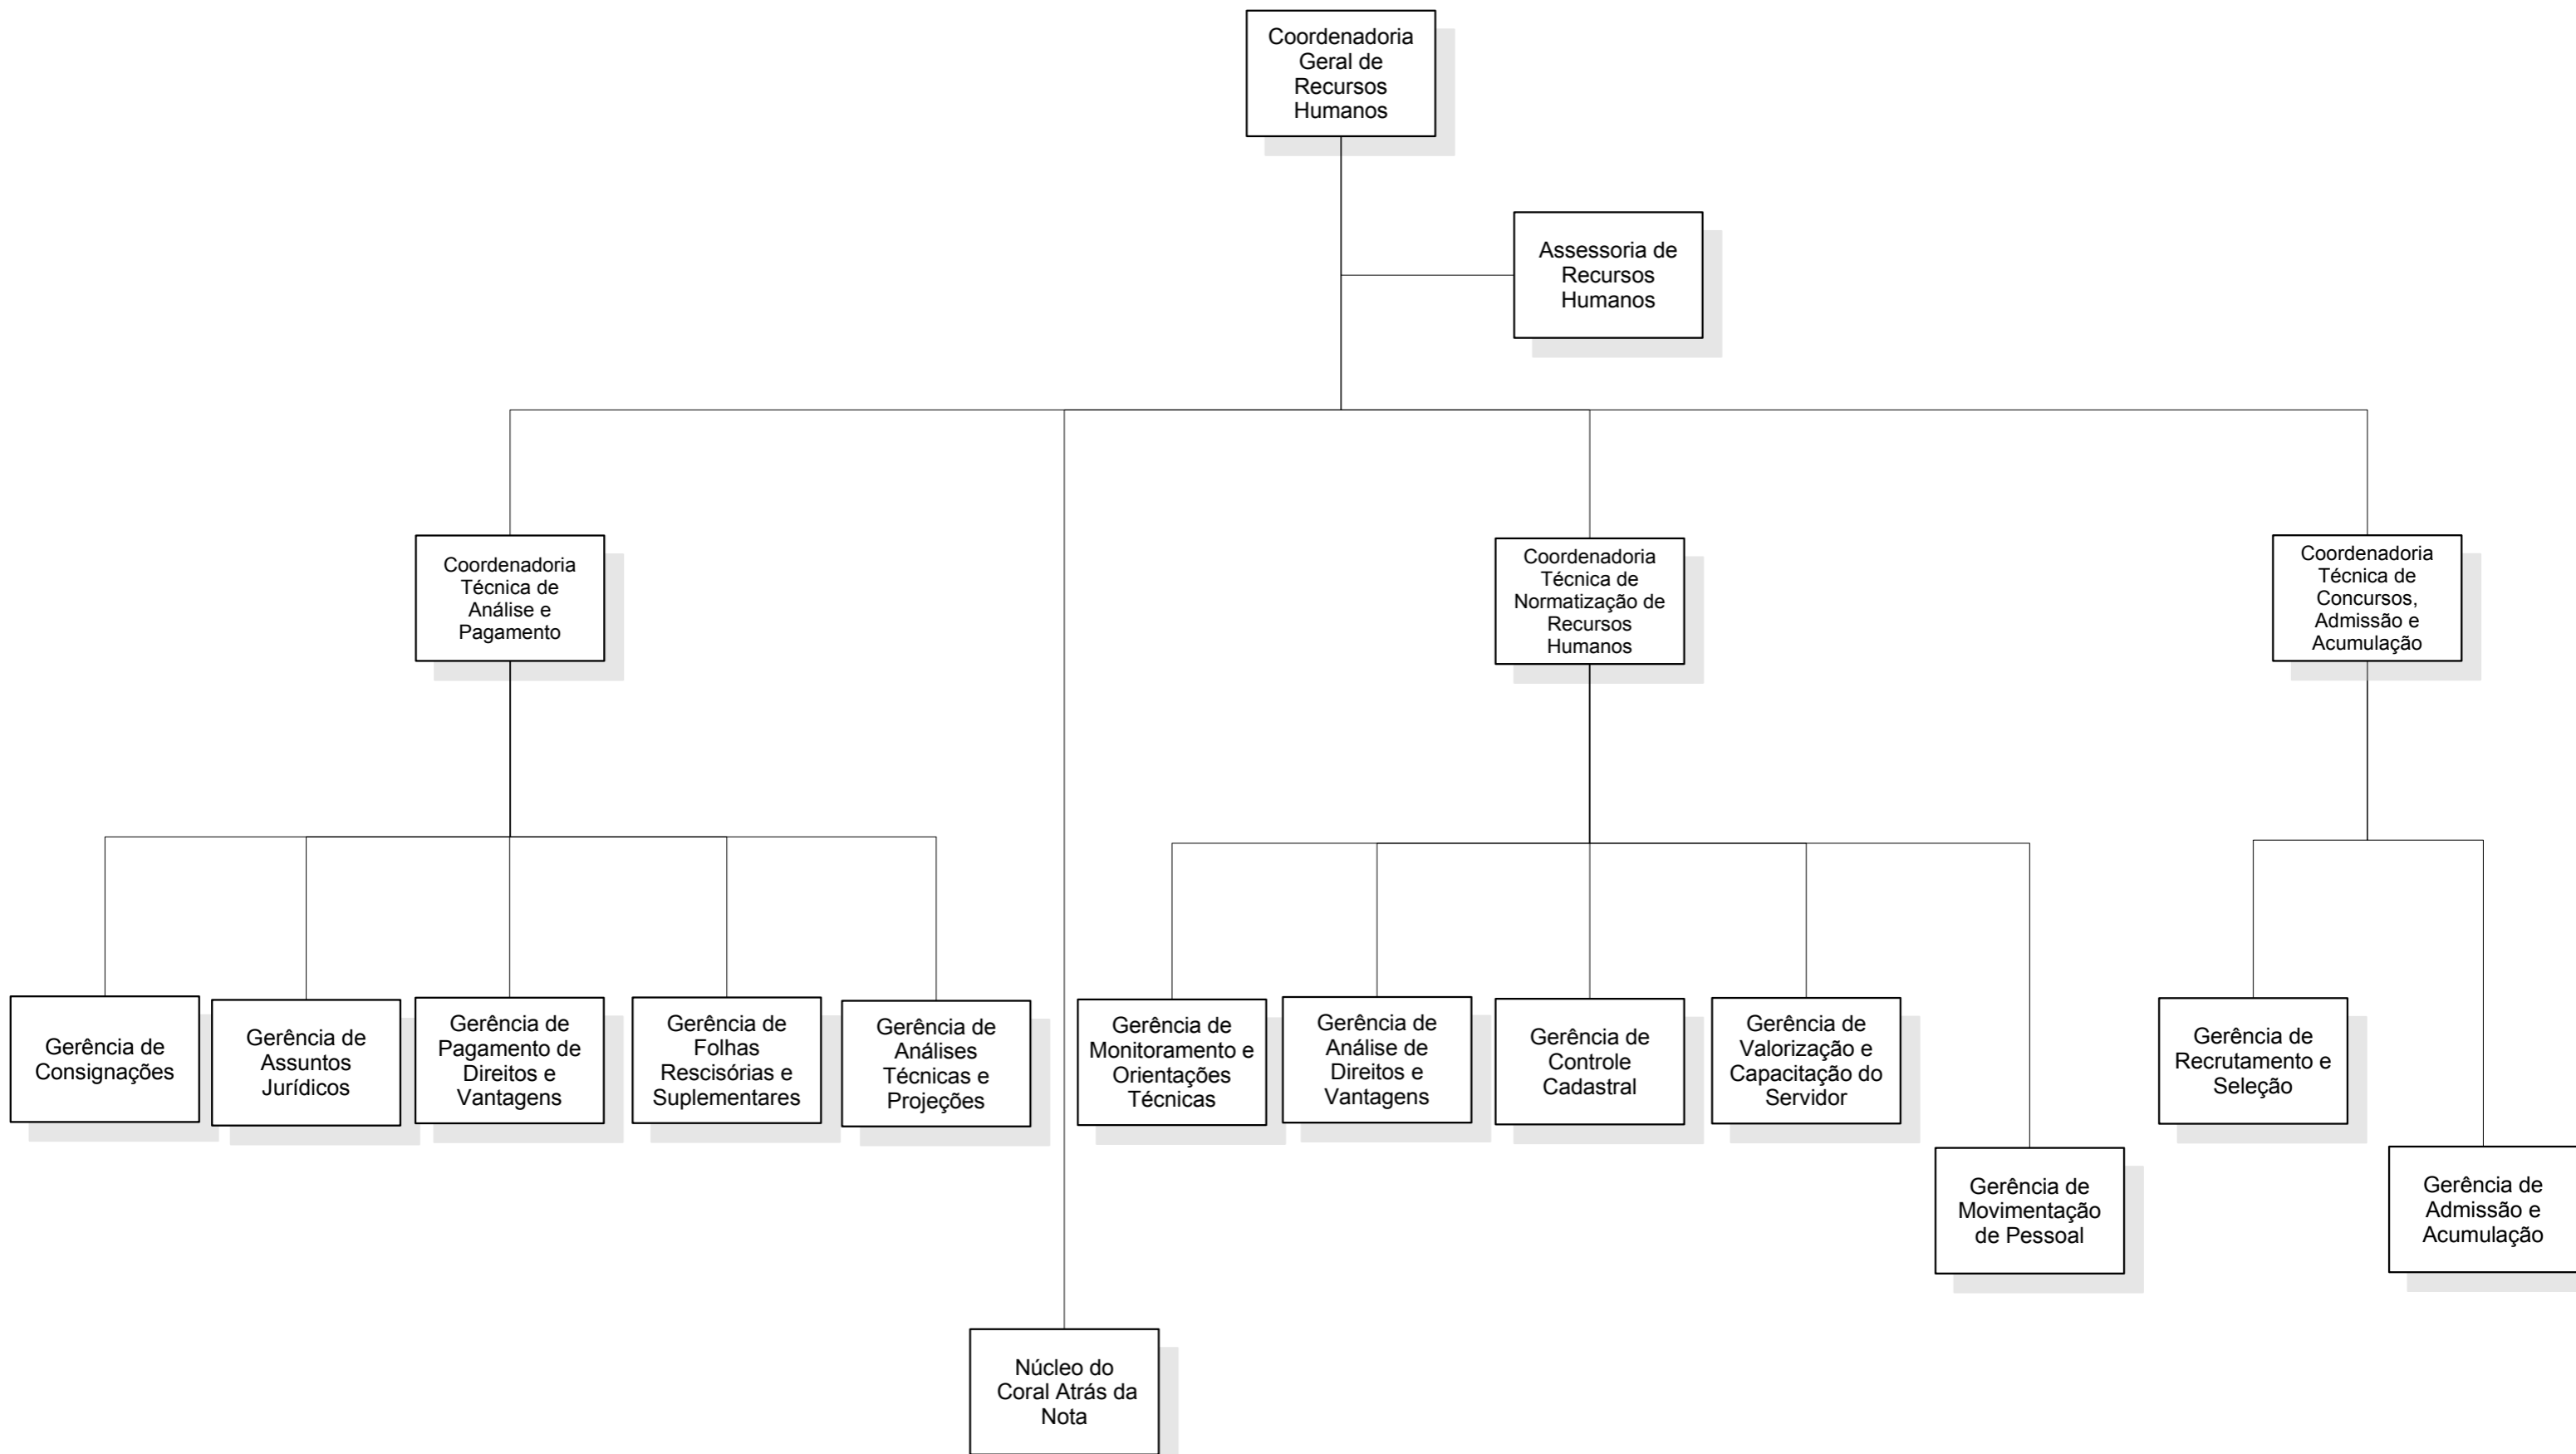 Coordenadoria
Geral de
Recursos
Humanos
Assessoria de
Recursos
Humanos
Coordenadoria
Técnica de
Análise e
Pagamento
Coordenadoria
Técnica de
Normatização de
Recursos
Humanos
Coordenadoria
Técnica de
Concursos,
Admissão e
Acumulação
Gerência de
Consignações
Gerência de
Assuntos
Jurídicos
Gerência de
Pagamento de
Direitos e
Vantagens
Gerência de
Folhas
Rescisórias e
Suplementares
Gerência de
Análises
Técnicas e
Projeções
Gerência de
Monitoramento e
Orientações
Técnicas
Gerência de
Análise de
Direitos e
Vantagens
Gerência de
Controle
Cadastral
Gerência de
Valorização e
Capacitação do
Servidor
Gerência de
Movimentação
de Pessoal
Gerência de
Recrutamento e
Seleção
Gerência de
Admissão e
Acumulação
Núcleo do
Coral Atrás da
Nota